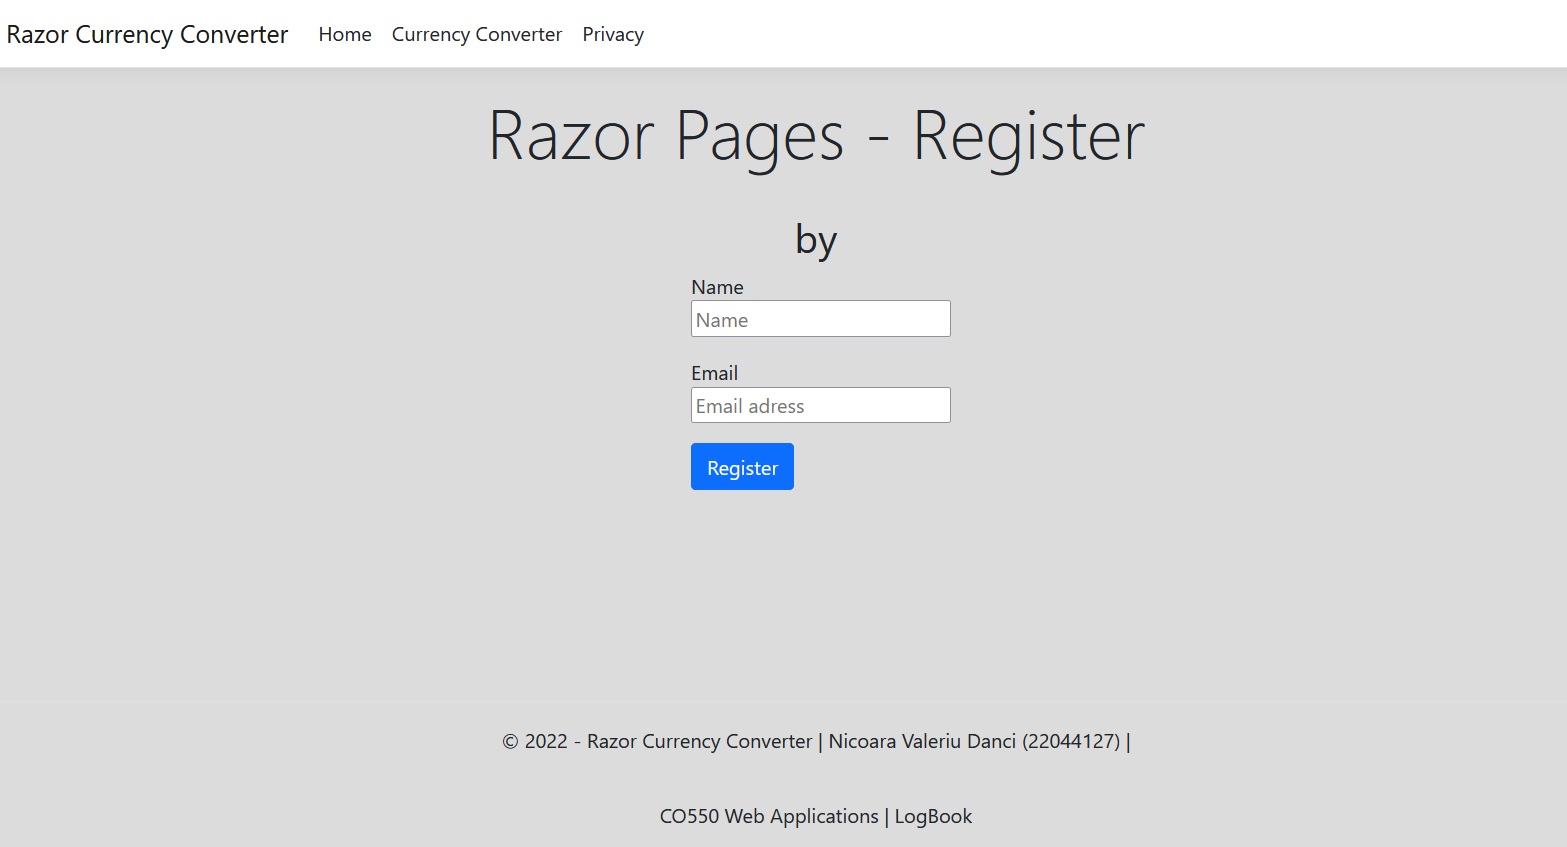 Razor Currency Converter Home Currency Converter Privacy
Razor Pages - Register
by
Name
Name
Email
Email adress
Register
© 2022 - Razor Currency Converter | Nicoara Valeriu Danci (22044127) |
CO550 Web Applications | LogBook